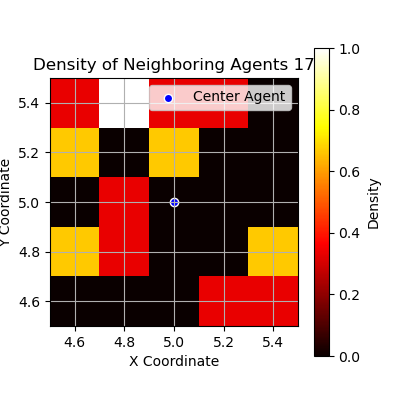 Density of Neighboring Agents 17
Center Agent
5.4
5.2
5.0
4.8
4.6
Y Coordinate
4.6 4.8 5.0 5.2 5.4
X Coordinate
1.0
0.8
0.6
0.4
0.2
0.0
Density